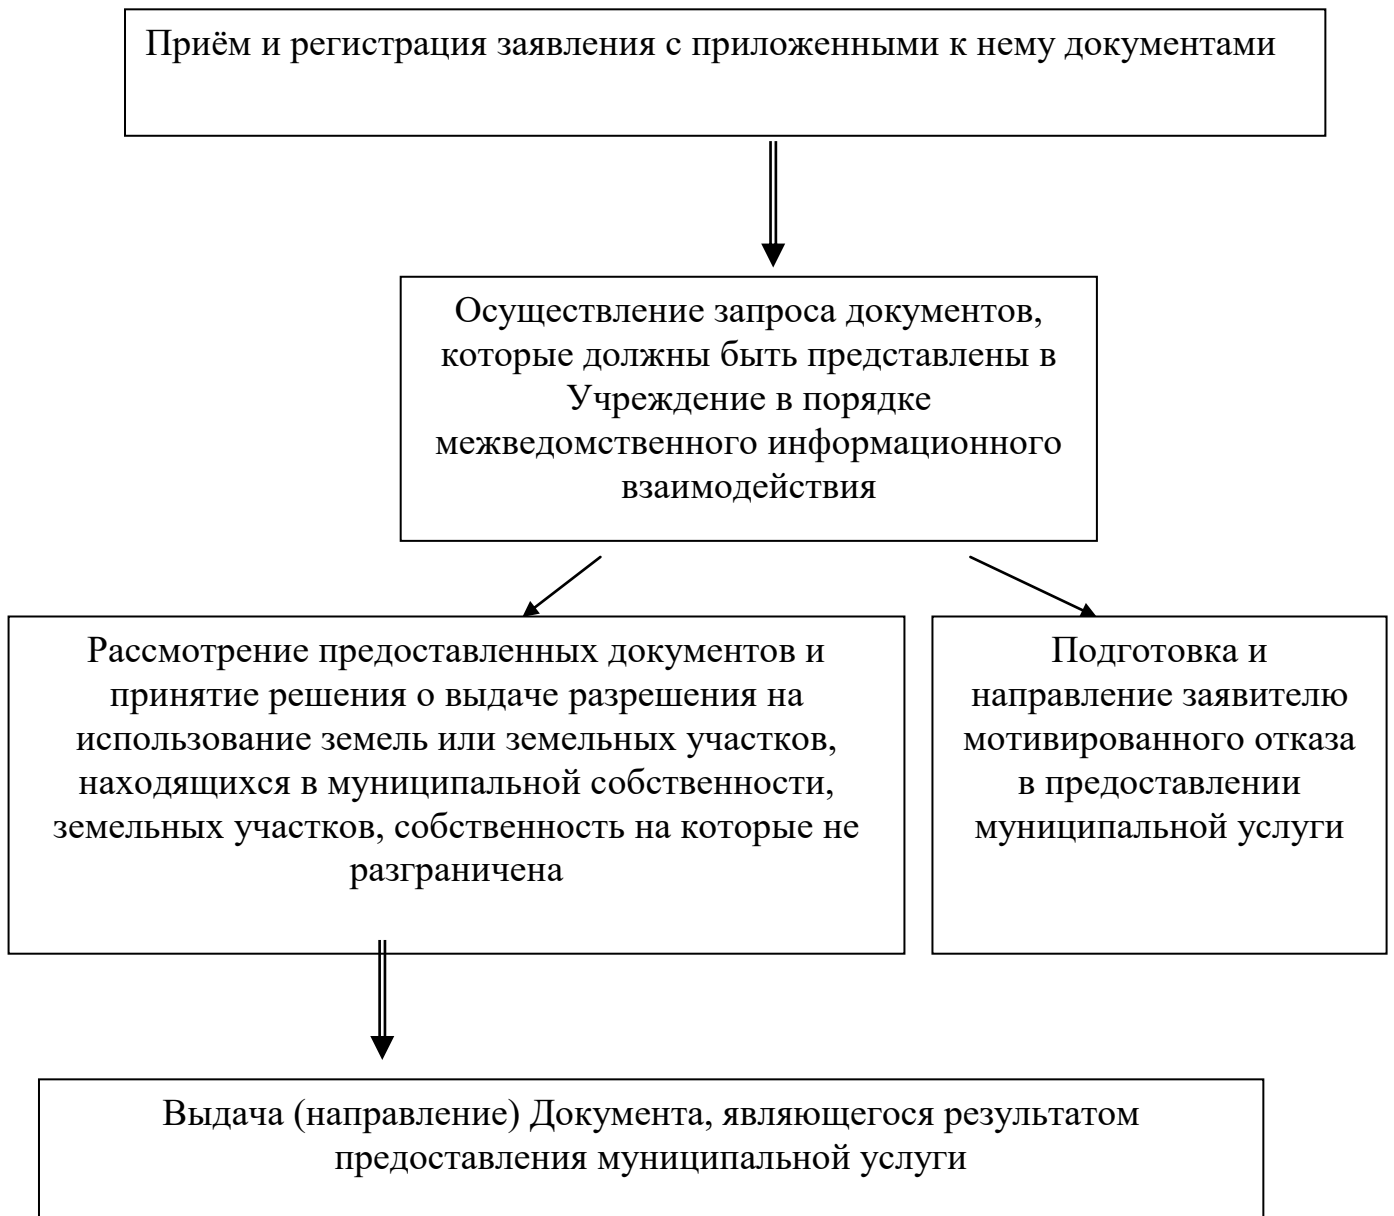 Приём и регистрация заявления с приложенными к нему документами
Осуществление запроса документов,
которые должны быть представлены в
Учреждение в порядке
межведомственного информационного
взаимодействия
Рассмотрение предоставленных документов и
принятие решения о выдаче разрешения на
использование земель или земельных участков,
находящихся в муниципальной собственности,
земельных участков, собственность на которые не
разграничена
Подготовка и
направление заявителю
мотивированного отказа
в предоставлении
муниципальной услуги
Выдача (направление) Документа, являющегося результатом
предоставления муниципальной услуги